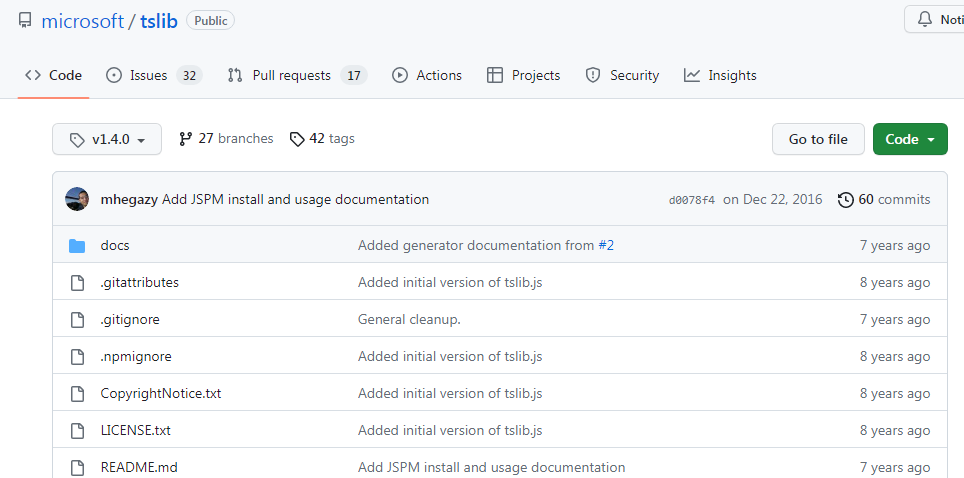 microsoft / tslib Public
Noti
Code Issues 32 Pull requests 17 Actions Projects Security Insights
v1.4.0 27 branches 42 tags Go to file Code
mhegazy Add JSPM install and usage documentation d0078f4 on Dec 22, 2016 60 commits
docs Added generator documentation from #2 7 years ago
.gitattributes Added initial version of tslib.js 8 years ago
.gitignore General cleanup. 7 years ago
.npmignore Added initial version of tslib.js 8 years ago
CopyrightNotice.txt Added initial version of tslib.js 8 years ago
LICENSE.txt Added initial version of tslib.js 8 years ago
README.md Add JSPM install and usage documentation 7 years ago